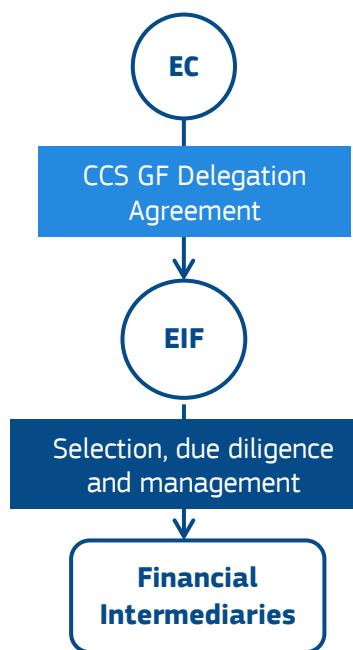 EC
CCS GF Delegation
Agreement
EIF
Selection, due diligence
and management
Financial
Intermediaries